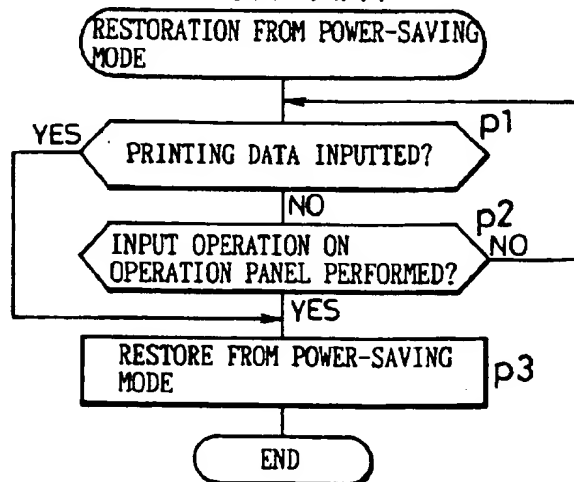 RESTORATION FROM POWER-SAVING
MODE
p1
YES
PRINTING DATA INPUTTED?
NO
p2
INPUT OPERATION ON
OPERATION PANEL PERFORMED?
NO
YES
RESTORE FROM POWER-SAVING
MODE
p3
END